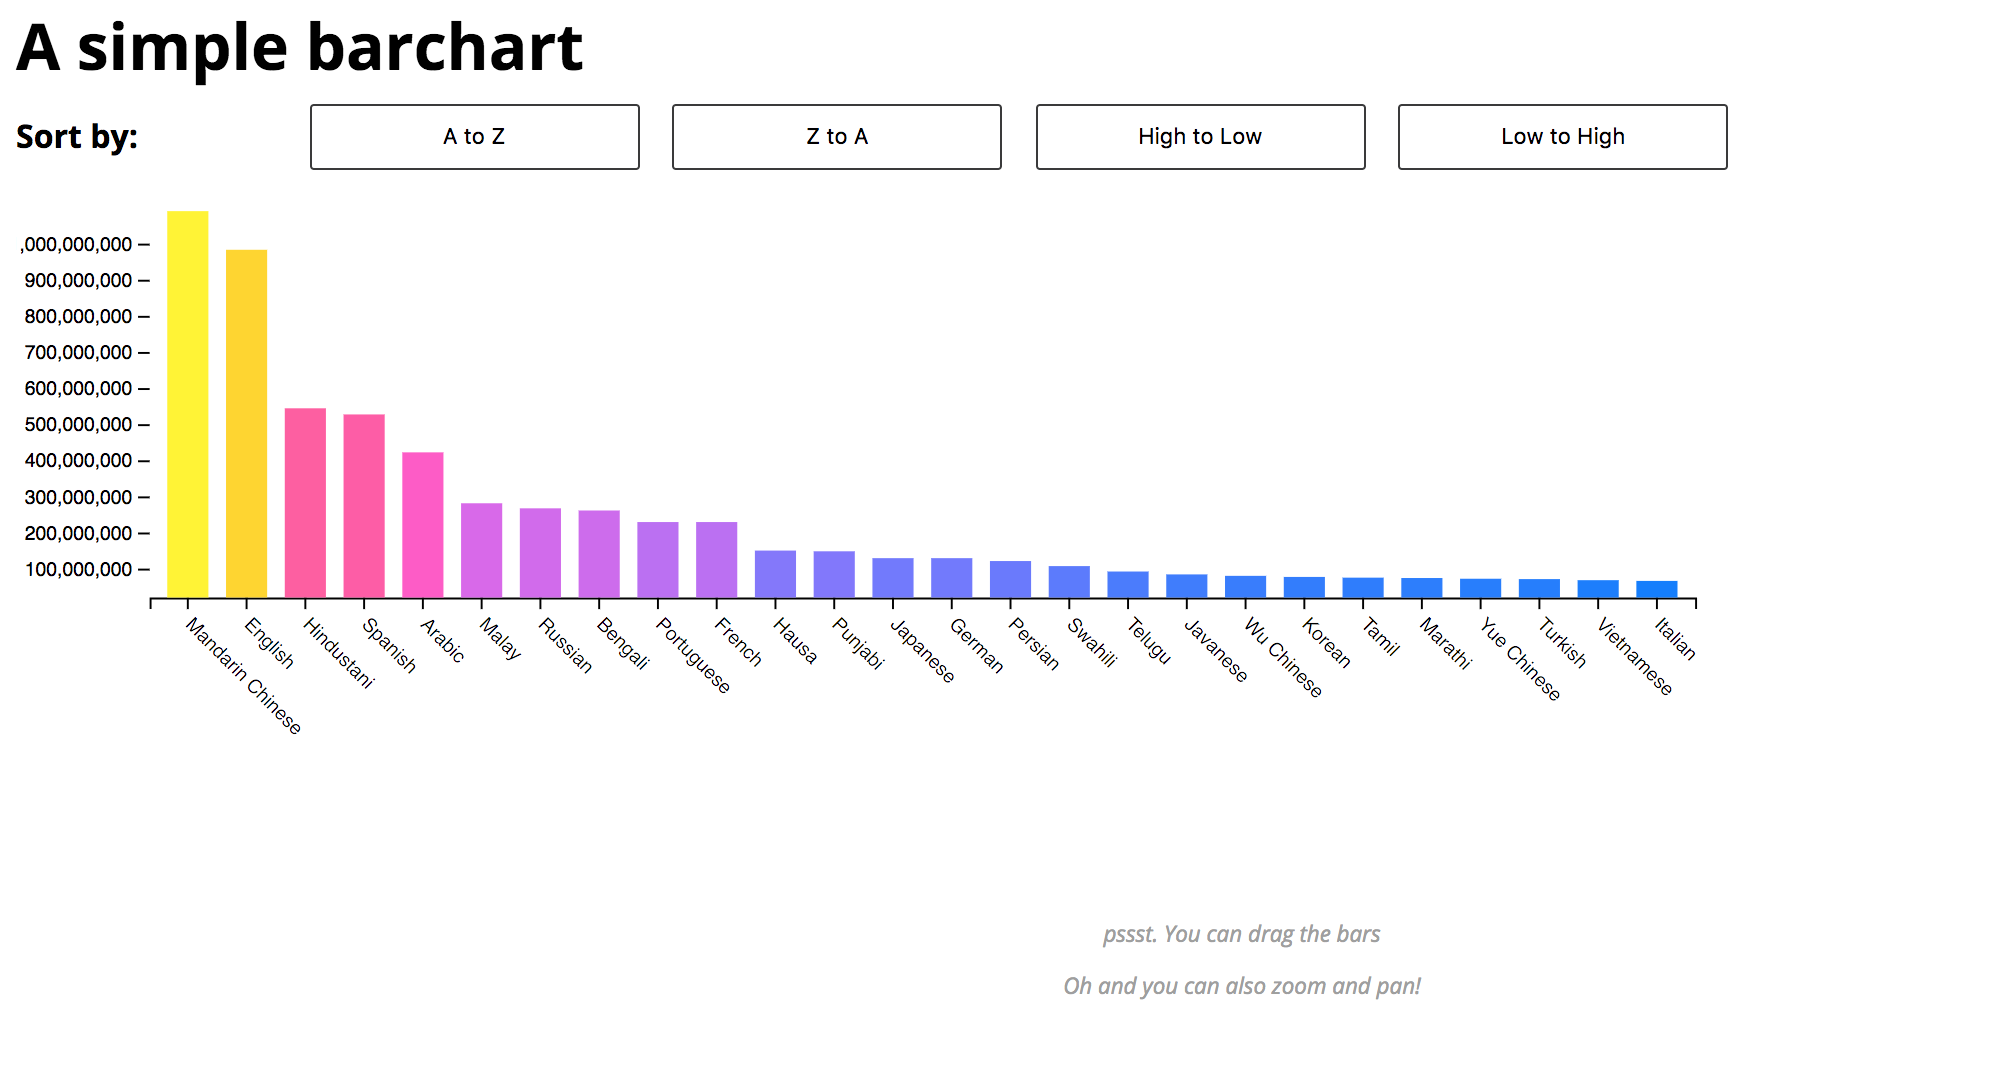 A simple barchart
Sort by:
A to Z
Z to A
High to Low
Low to High
,000,000,000
900,000,000
800,000,000
700,000,000
600,000,000
500,000,000
400,000,000
300,000,000
200,000,000
100,000,000
Mandarin Chinese
English
Hindustani
Spanish
Arabic
Malay
Russian
Bengali
Portuguese
French
Hausa
Punjabi
Japanese
German
Persian
Swahili
Telugu
Javanese
Wu Chinese
Korean
Tamil
Marathi
Yue Chinese
Turkish
Vietnamese
Italian
pssst. You can drag the bars
Oh and you can also zoom and pan!